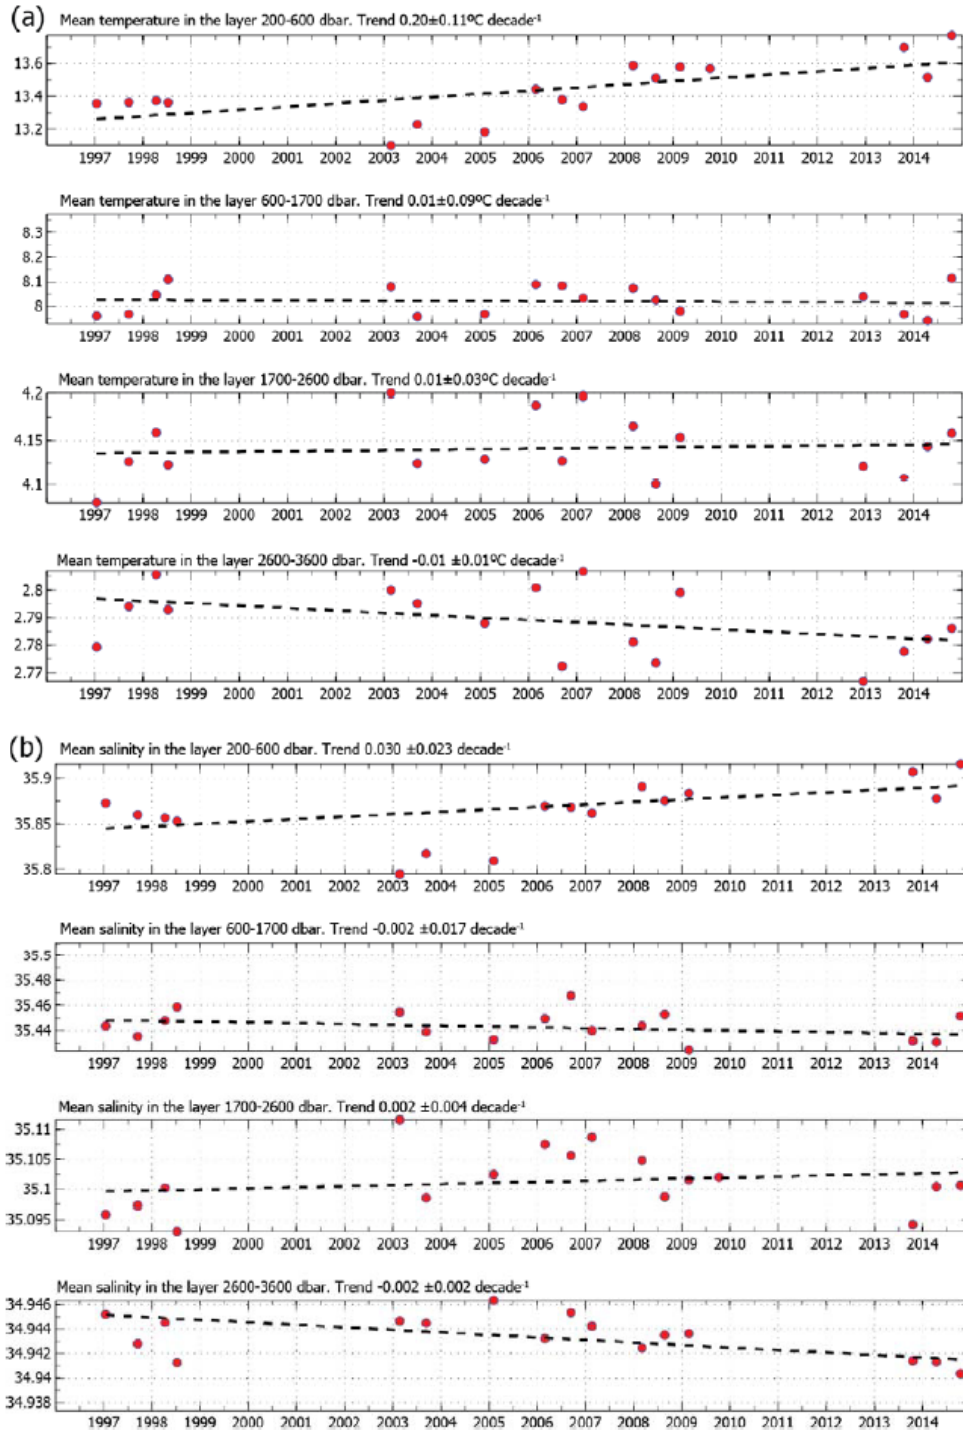 (a) Mean temperature in the layer 200-600 dbar. Trend 0.20±0.11ºC decade-1
13.6
13.4
13.2
1997 1998 1999 2000 2001 2002 2003 2004 2005 2006 2007 2008 2009 2010 2011 2012 2013 2014
Mean temperature in the layer 600-1700 dbar. Trend 0.01±0.09ºC decade-1
8.3
8.2
8.1
8
1997 1998 1999 2000 2001 2002 2003 2004 2005 2006 2007 2008 2009 2010 2011 2012 2013 2014
Mean temperature in the layer 1700-2600 dbar. Trend 0.01±0.03ºC decade-1
4.2
4.15
4.1
1997 1998 1999 2000 2001 2002 2003 2004 2005 2006 2007 2008 2009 2010 2011 2012 2013 2014
Mean temperature in the layer 2600-3600 dbar. Trend -0.01 ±0.01ºC decade-1
2.8
2.79
2.78
2.77
1997 1998 1999 2000 2001 2002 2003 2004 2005 2006 2007 2008 2009 2010 2011 2012 2013 2014
(b) Mean salinity in the layer 200-600 dbar. Trend 0.030 ±0.023 decade-1
35.9
35.85
35.8
1997 1998 1999 2000 2001 2002 2003 2004 2005 2006 2007 2008 2009 2010 2011 2012 2013 2014
Mean salinity in the layer 600-1700 dbar. Trend -0.002 ±0.017 decade-1
35.5
35.48
35.46
35.44
1997 1998 1999 2000 2001 2002 2003 2004 2005 2006 2007 2008 2009 2010 2011 2012 2013 2014
Mean salinity in the layer 1700-2600 dbar. Trend 0.002 ±0.004 decade-1
35.11
35.105
35.1
35.095
1997 1998 1999 2000 2001 2002 2003 2004 2005 2006 2007 2008 2009 2010 2011 2012 2013 2014
Mean salinity in the layer 2600-3600 dbar. Trend -0.002 ±0.002 decade-1
34.946
34.944
34.942
34.94
34.938
1997 1998 1999 2000 2001 2002 2003 2004 2005 2006 2007 2008 2009 2010 2011 2012 2013 2014